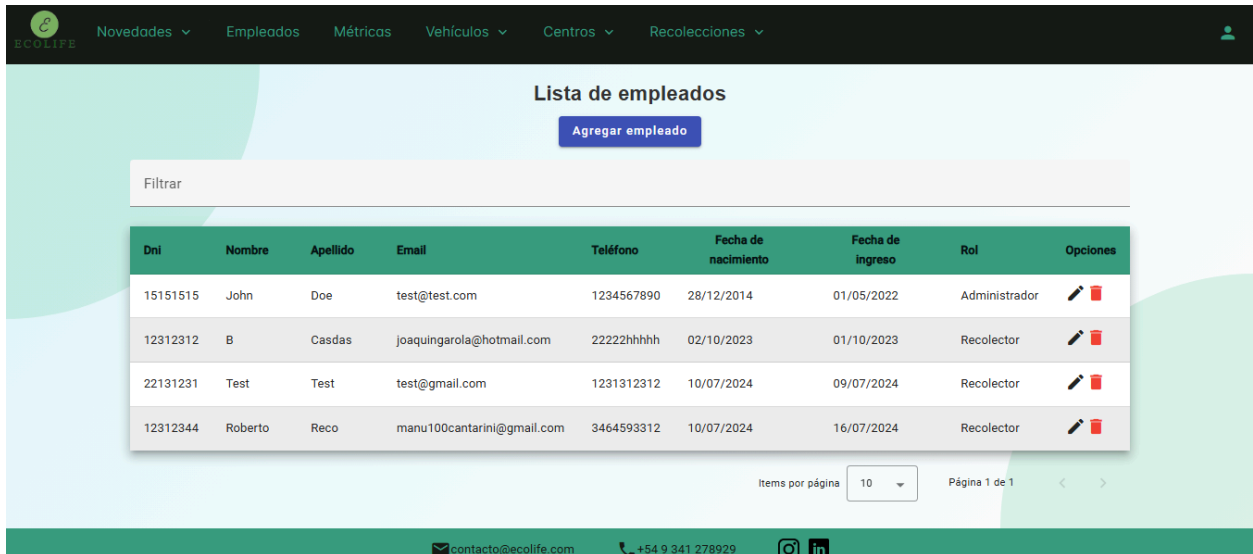 E
ECOLIFE
Novedades Empleados Métricas Vehículos Centros Recolecciones
Lista de empleados
Agregar empleado
Filtrar
Dni Nombre Apellido Email Teléfono Fecha de nacimiento Fecha de ingreso Rol Opciones
15151515 John Doe test@test.com 1234567890 28/12/2014 01/05/2022 Administrador
12312312 B Casdas joaquingarola@hotmail.com 22222hhhhh 02/10/2023 01/10/2023 Recolector
22131231 Test Test test@gmail.com 1231312312 10/07/2024 09/07/2024 Recolector
12312344 Roberto Reco manu100cantarini@gmail.com 3464593312 10/07/2024 16/07/2024 Recolector
Items por página 10 Página 1 de 1
contacto@ecolife.com +54 9 341 278929 in